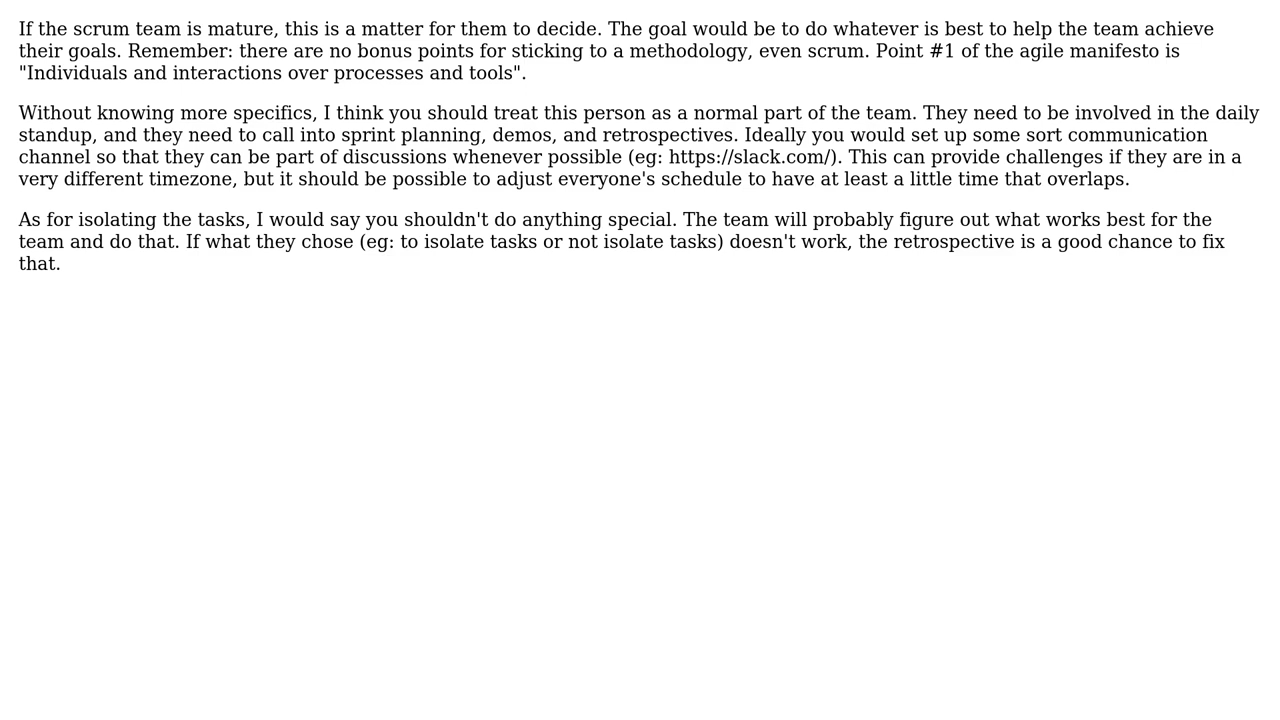 If the scrum team is mature, this is a matter for them to decide. The goal would be to do whatever is best to help the team achieve
their goals. Remember: there are no bonus points for sticking to a methodology, even scrum. Point #1 of the agile manifesto is
"Individuals and interactions over processes and tools".
Without knowing more specifics, I think you should treat this person as a normal part of the team. They need to be involved in the daily
standup, and they need to call into sprint planning, demos, and retrospectives. Ideally you would set up some sort communication
channel so that they can be part of discussions whenever possible (eg: https://slack.com/). This can provide challenges if they are in a
very different timezone, but it should be possible to adjust everyone's schedule to have at least a little time that overlaps.
As for isolating the tasks, I would say you shouldn't do anything special. The team will probably figure out what works best for the
team and do that. If what they chose (eg: to isolate tasks or not isolate tasks) doesn't work, the retrospective is a good chance to fix
that.